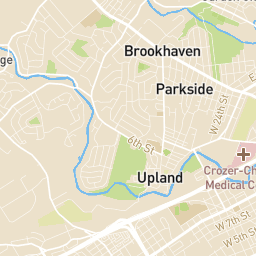 Brookhaven
Parkside
W 24th St
6th St
Crozer-Ch
Medical C
Upland
W 7th St
W 5th St